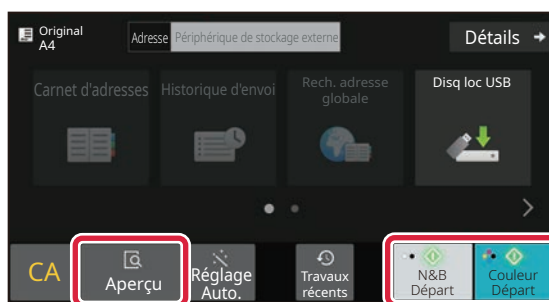 Original
A4
Adresse
Périphérique de stockage externe
Détails
Carnet d'adresses
Historique d'envoi
Rech. adresse
globale
Disq loc USB
CA
Aperçu
Réglage
Auto.
Travaux
récents
N&B
Départ
Couleur
Départ